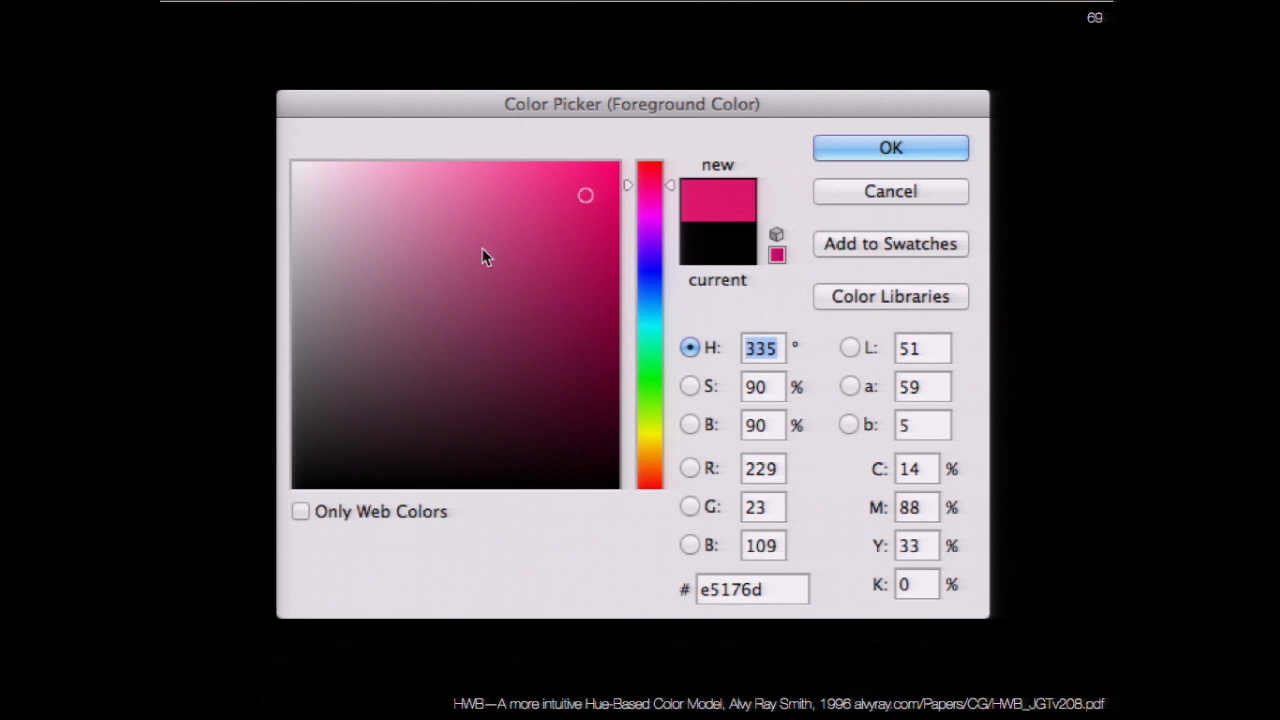 69
Color Picker (Foreground Color)
new
current
OK
Cancel
Add to Swatches
Color Libraries
H: 335 °
S: 90 %
B: 90 %
R: 229
G: 23
B: 109
# e5176d
L: 51
a: 59
b: 5
C: 14 %
M: 88 %
Y: 33 %
K: 0 %
Only Web Colors
HWB—A more intuitive Hue-Based Color Model, Alvy Ray Smith, 1996 alvyray.com/Papers/CG/HWB_JGTv208.pdf